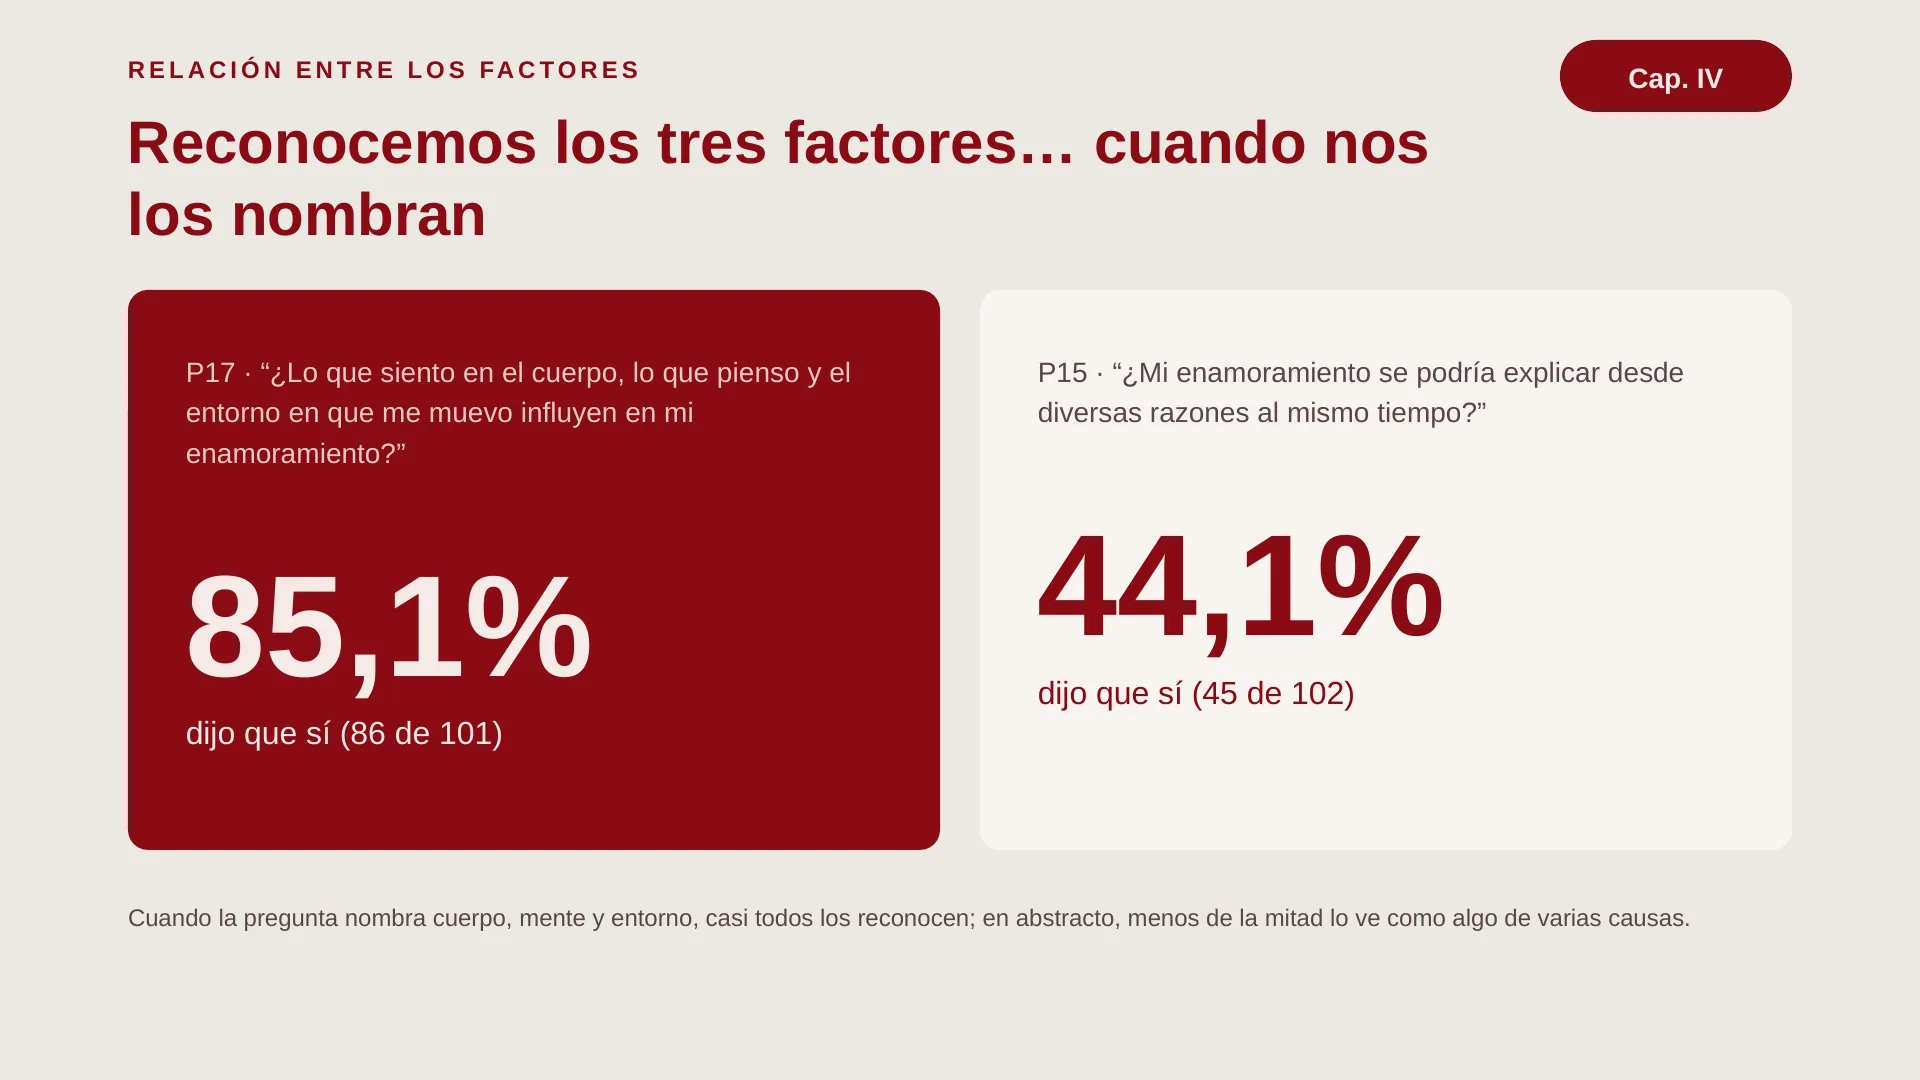 RELACIÓN ENTRE LOS FACTORES
Cap. IV
Reconocemos los tres factores… cuando nos
los nombran
P17 · “¿Lo que siento en el cuerpo, lo que pienso y el
entorno en que me muevo influyen en mi
enamoramiento?”
85,1%
dijo que sí (86 de 101)
P15 · “¿Mi enamoramiento se podría explicar desde
diversas razones al mismo tiempo?”
44,1%
dijo que sí (45 de 102)
Cuando la pregunta nombra cuerpo, mente y entorno, casi todos los reconocen; en abstracto, menos de la mitad lo ve como algo de varias causas.